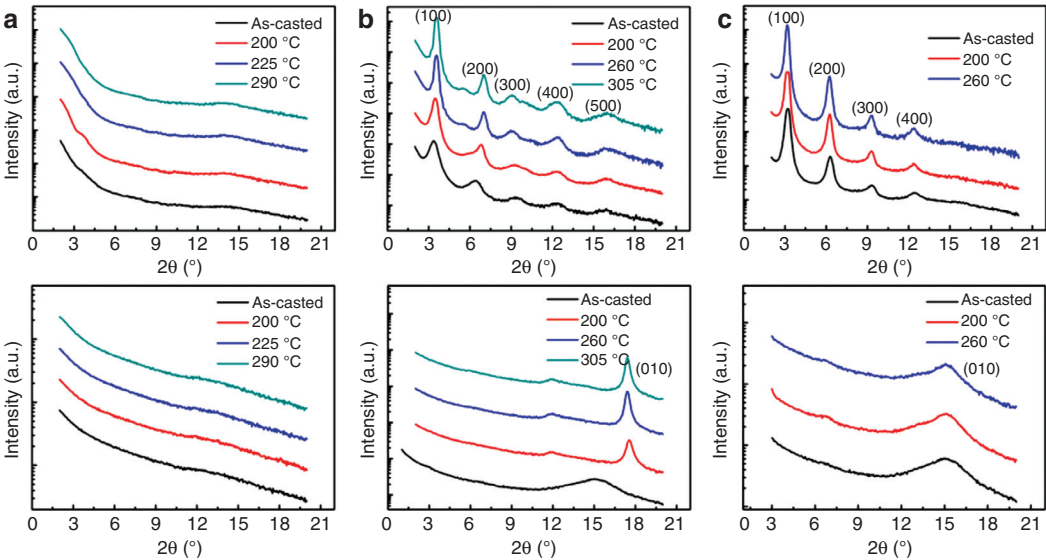 a
As-casted
200 °C
225 °C
290 °C
Intensity (a.u.)
0 3 6 9 12 15 18 21
2θ (°)
b
(100)
(200)
(300)
(400)
(500)
As-casted
200 °C
260 °C
305 °C
Intensity (a.u.)
0 3 6 9 12 15 18 21
2θ (°)
c
(100)
(200)
(300)
(400)
As-casted
200 °C
260 °C
Intensity (a.u.)
0 3 6 9 12 15 18 21
2θ (°)
As-casted
200 °C
225 °C
290 °C
Intensity (a.u.)
0 3 6 9 12 15 18 21
2θ (°)
As-casted
200 °C
260 °C
305 °C
(010)
Intensity (a.u.)
0 3 6 9 12 15 18 21
2θ (°)
As-casted
200 °C
260 °C
(010)
Intensity (a.u.)
0 3 6 9 12 15 18 21
2θ (°)